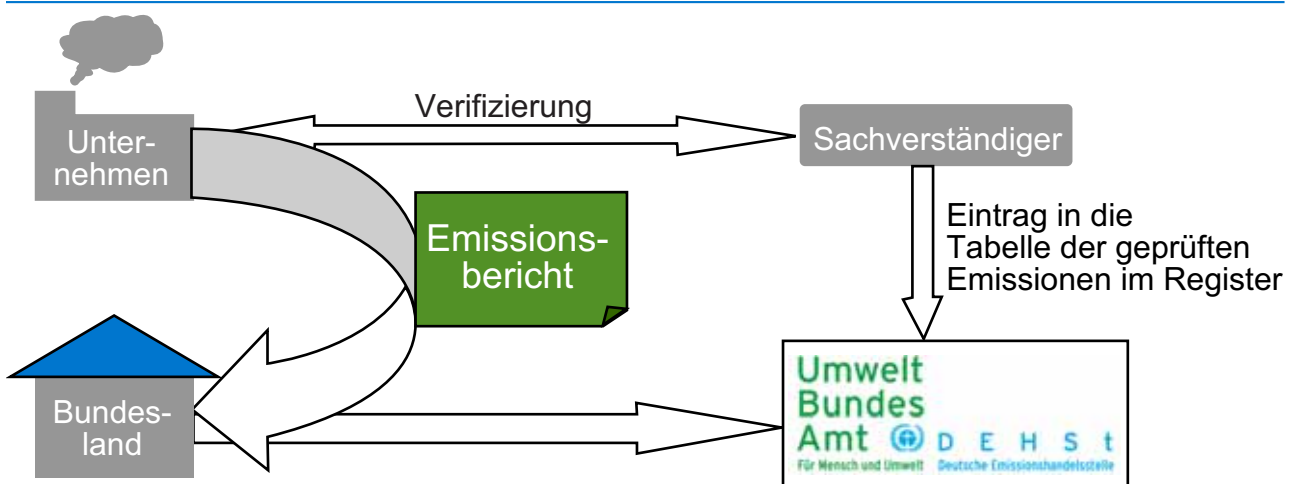 Verifizierung
Unter-
nehmen
Sachverständiger
Emissions-
bericht
Eintrag in die
Tabelle der geprüften
Emissionen im Register
Bundes-
land
Umwelt
Bundes
Amt
Für Mensch und Umwelt
D E H S t
Deutsche Emissionshandelsstelle